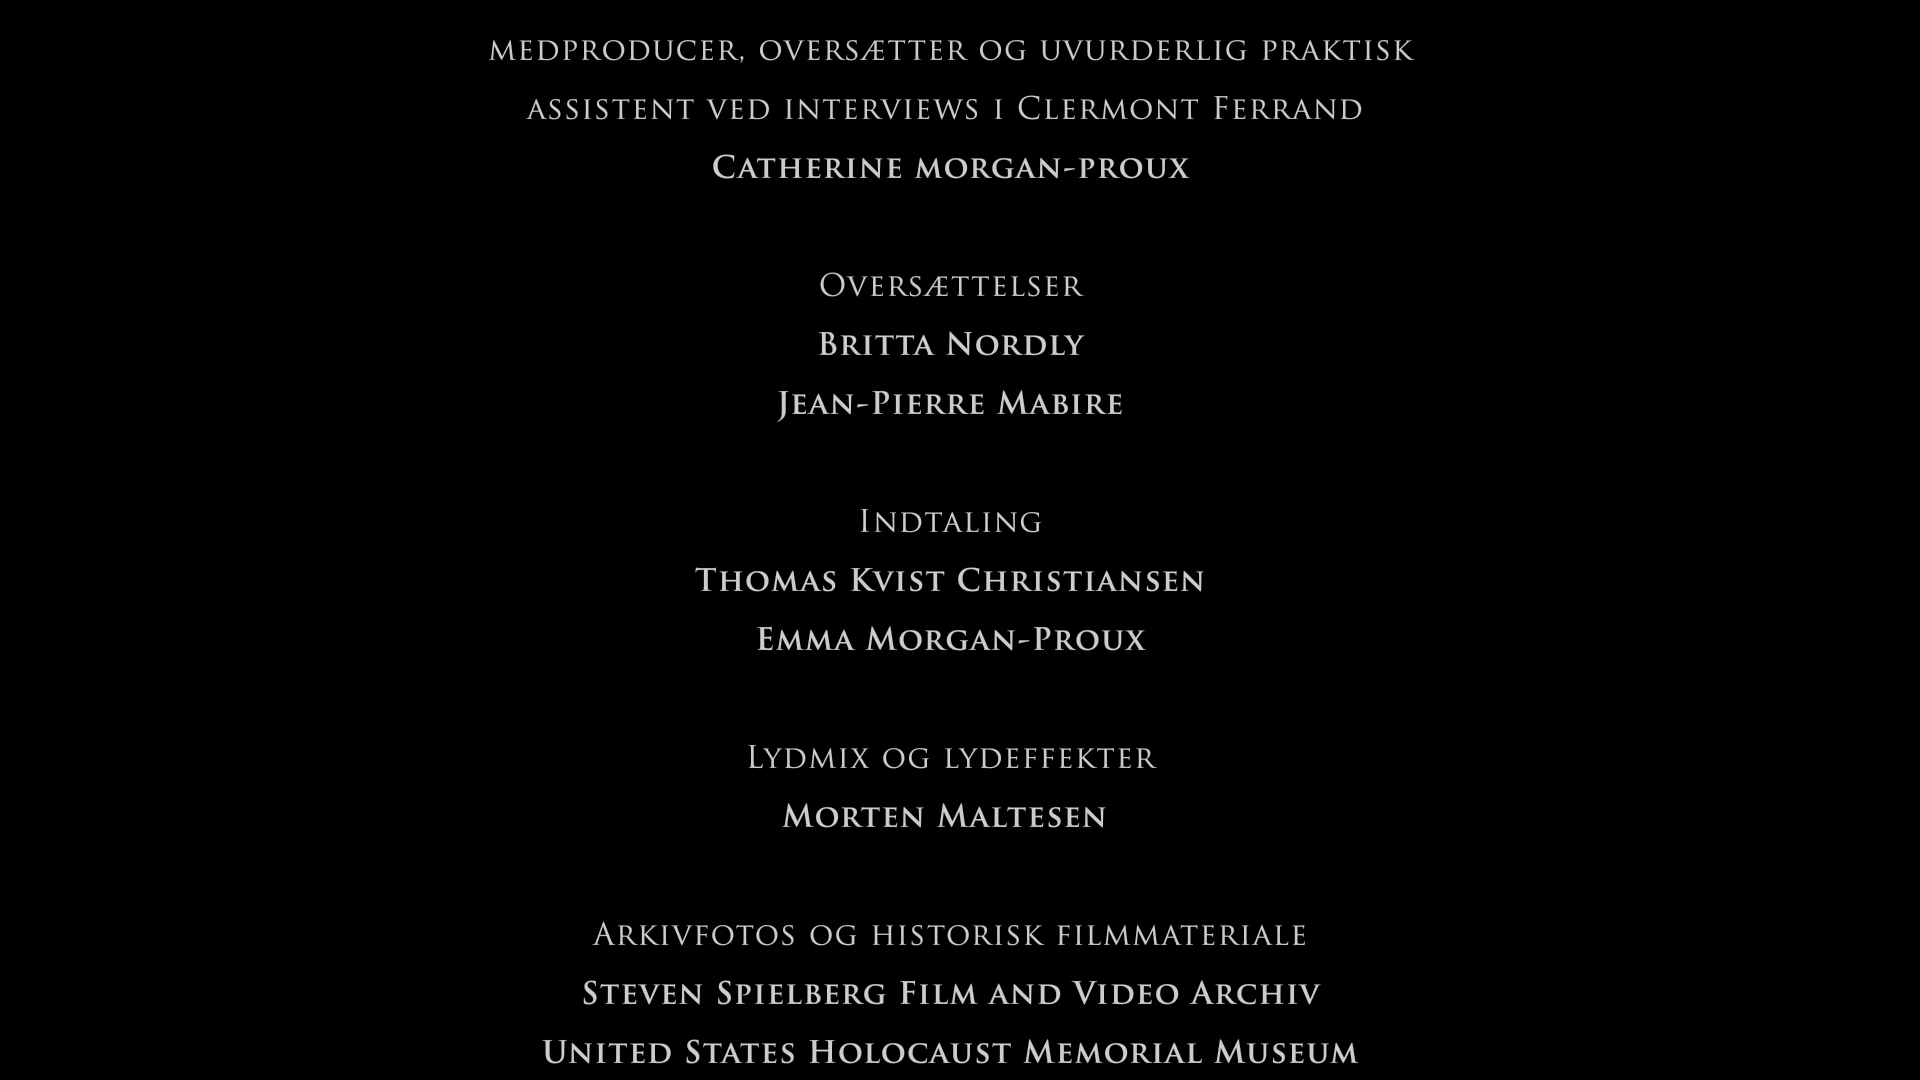 medproducer, oversætter og uvurderlig praktisk
assistent ved interviews i Clermont Ferrand
Catherine morgan-proux
Oversættelser
Britta Nordly
Jean-Pierre Mabire
Indtaling
Thomas Kvist Christiansen
Emma Morgan-Proux
Lydmix og lydeffekter
Morten Maltesen
Arkivfotos og historisk filmmateriale
Steven Spielberg Film and Video Archiv
United States Holocaust Memorial Museum